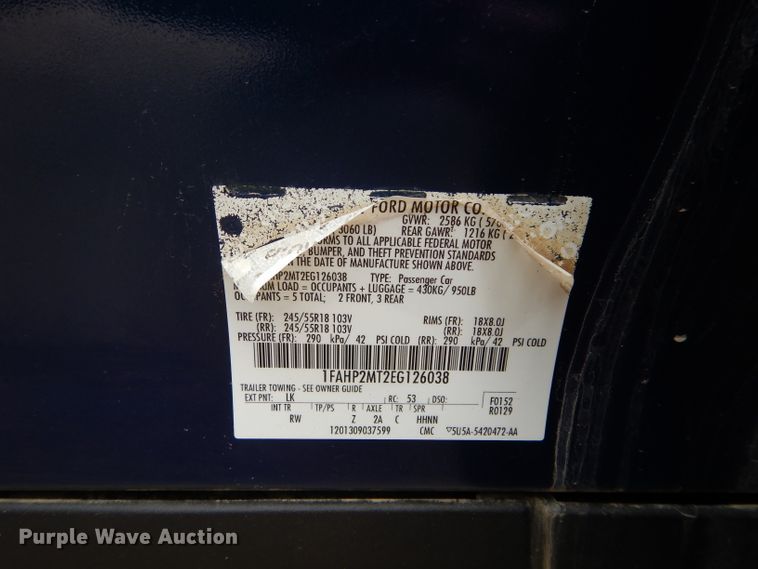 FORD MOTOR CO.
GVWR: 2586 KG
3060 LB) REAR GAWR: 1216 KG
TO ALL APPLICABLE FEDERAL MOTOR
BUMPER, AND THEFT PREVENTION STANDARDS
THE DATE OF MANUFACTURE SHOWN ABOVE.
HP2MT2EG126038 TYPE: Passenger Car
LOAD = OCCUPANTS + LUGGAGE = 430KG/ 950LB
OCCUPANTS = 5 TOTAL; 2 FRONT, 3 REAR
TIRE (FR): 245/55R18 103V RIMS (FR): 18X8.0J
(RR): 245/55R18 103V (RR): 18X8.0J
PRESSURE (FR): 290 kPa/ 42 PSI COLD (RR): 290 kPa/ 42 PSI COLD
1FAHP2MT2EG126038
TRAILER TOWING - SEE OWNER GUIDE
EXT PNT: LK RC: 53 DSO: F0152
INT TR TP/PS R AXLE TR SPR R0129
RW Z 2A C HHNN
1201309037599 CMC ▽5U5A-5420472-AA
Purple Wave Auction